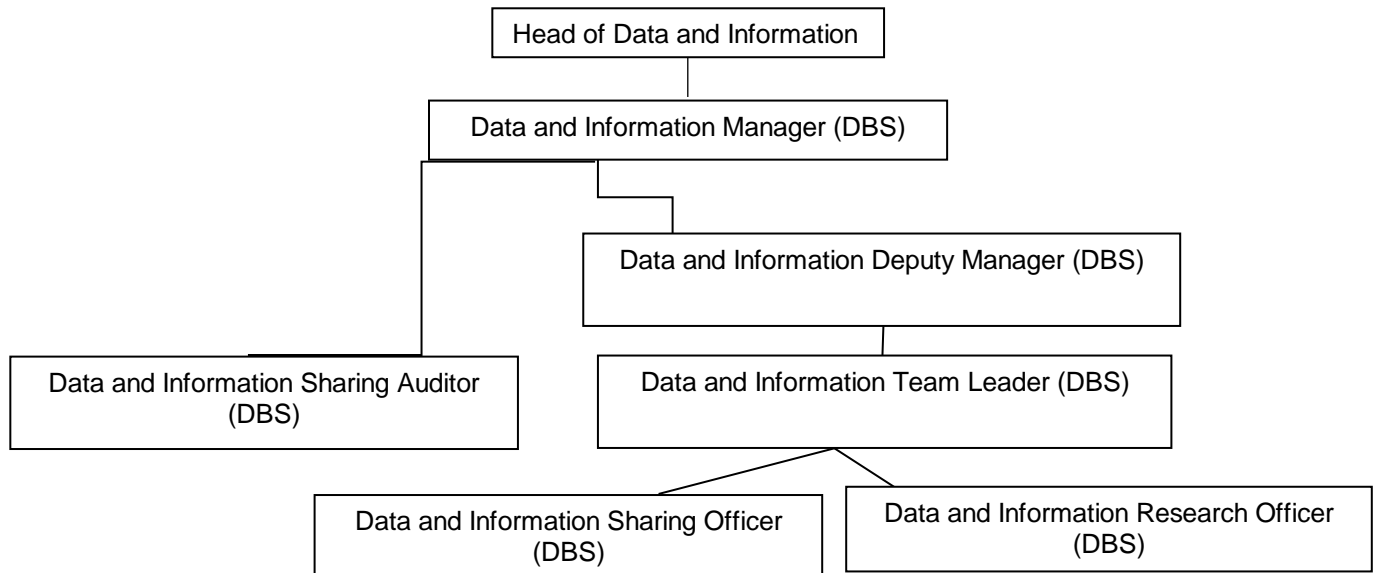 Head of Data and Information
Data and Information Manager (DBS)
Data and Information Deputy Manager (DBS)
Data and Information Sharing Auditor
(DBS)
Data and Information Team Leader (DBS)
Data and Information Sharing Officer
(DBS)
Data and Information Research Officer
(DBS)